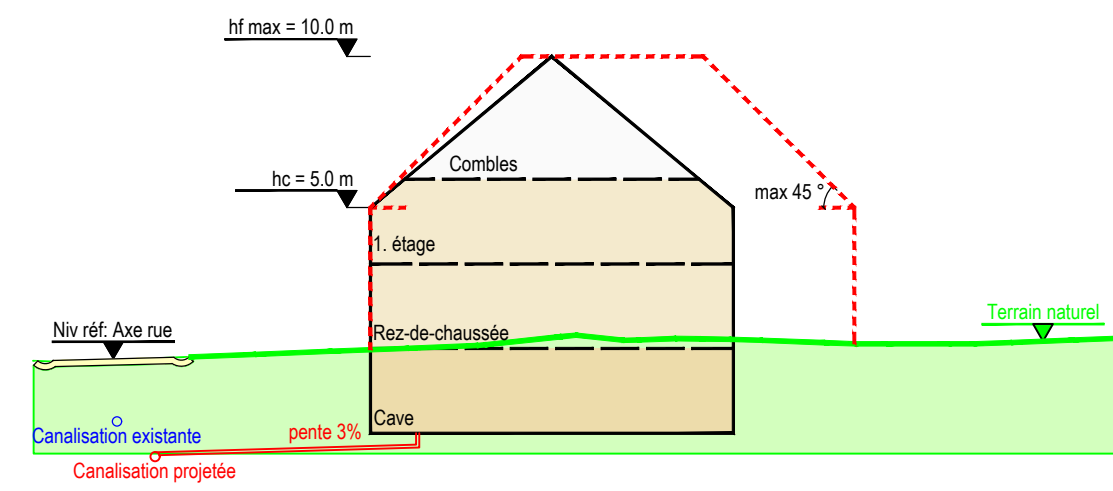 hf max = 10.0 m
Combles
hc = 5.0 m
max 45 °
1. étage
Terrain naturel
Niv réf: Axe rue
Rez-de-chaussée
Cave
Canalisation existante
pente 3%
Canalisation projetée